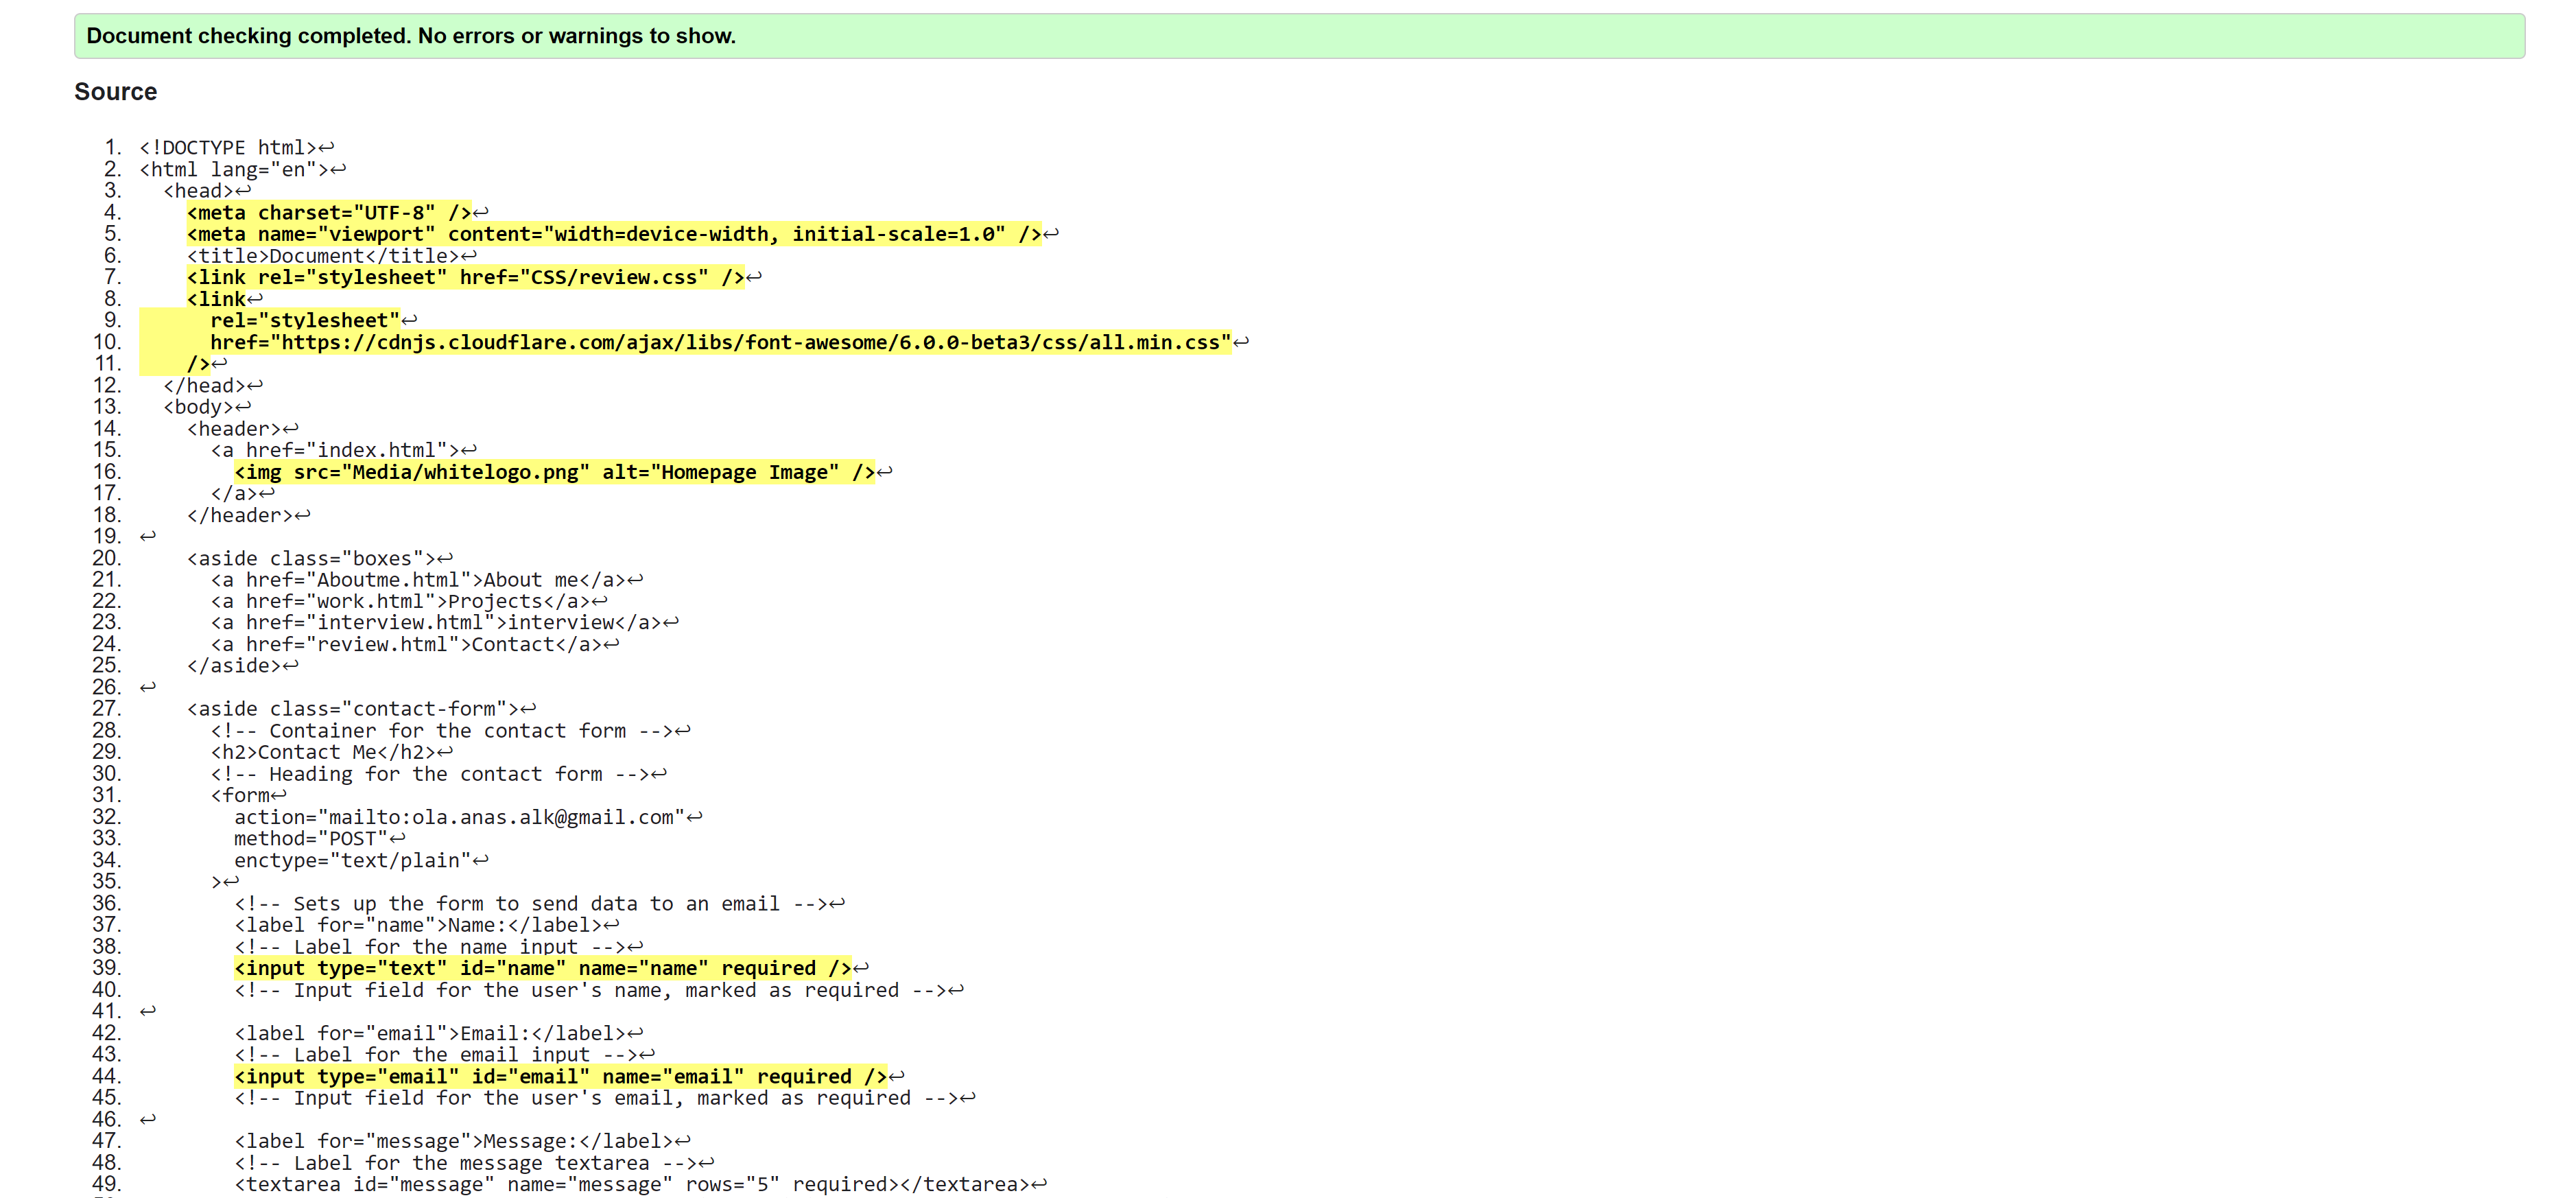 Document checking completed. No errors or warnings to show.
Source
1. <!DOCTYPE html>↩
2. <html lang="en">↩
3. <head>↩
4. <meta charset="UTF-8" />↩
5. <meta name="viewport" content="width=device-width, initial-scale=1.0" />↩
6. <title>Document</title>↩
7. <link rel="stylesheet" href="CSS/review.css" />↩
8. <link↩
9. rel="stylesheet"↩
10. href="https://cdnjs.cloudflare.com/ajax/libs/font-awesome/6.0.0-beta3/css/all.min.css"↩
11. />↩
12. </head>↩
13. <body>↩
14. <header>↩
15. <a href="index.html">↩
16. <img src="Media/whitelogo.png" alt="Homepage Image" />↩
17. </a>↩
18. </header>↩
19. ↩
20. <aside class="boxes">↩
21. <a href="Aboutme.html">About me</a>↩
22. <a href="work.html">Projects</a>↩
23. <a href="interview.html">interview</a>↩
24. <a href="review.html">Contact</a>↩
25. </aside>↩
26. ↩
27. <aside class="contact-form">↩
28. <!-- Container for the contact form -->↩
29. <h2>Contact Me</h2>↩
30. <!-- Heading for the contact form -->↩
31. <form↩
32. action="mailto:ola.anas.alk@gmail.com"↩
33. method="POST"↩
34. enctype="text/plain"↩
35. >↩
36. <!-- Sets up the form to send data to an email -->↩
37. <label for="name">Name:</label>↩
38. <!-- Label for the name input -->↩
39. <input type="text" id="name" name="name" required />↩
40. <!-- Input field for the user's name, marked as required -->↩
41. ↩
42. <label for="email">Email:</label>↩
43. <!-- Label for the email input -->↩
44. <input type="email" id="email" name="email" required />↩
45. <!-- Input field for the user's email, marked as required -->↩
46. ↩
47. <label for="message">Message:</label>↩
48. <!-- Label for the message textarea -->↩
49. <textarea id="message" name="message" rows="5" required></textarea>↩